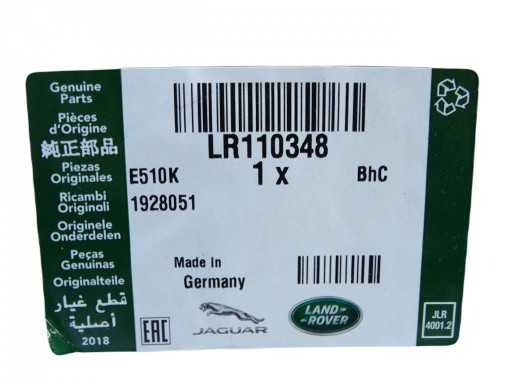 Genuine
Parts
Pièces
d'Origine
純正部品
Piezas
Originales
Ricambi
Originali
Originele
Onderdelen
Peças
Genuinas
Originalteile
قطع غيار
أصلية
2018
LR110348
E510K
1 x
BhC
1928051
Made In
Germany
EAC
JAGUAR
LAND
ROVER
JLR
4001.2